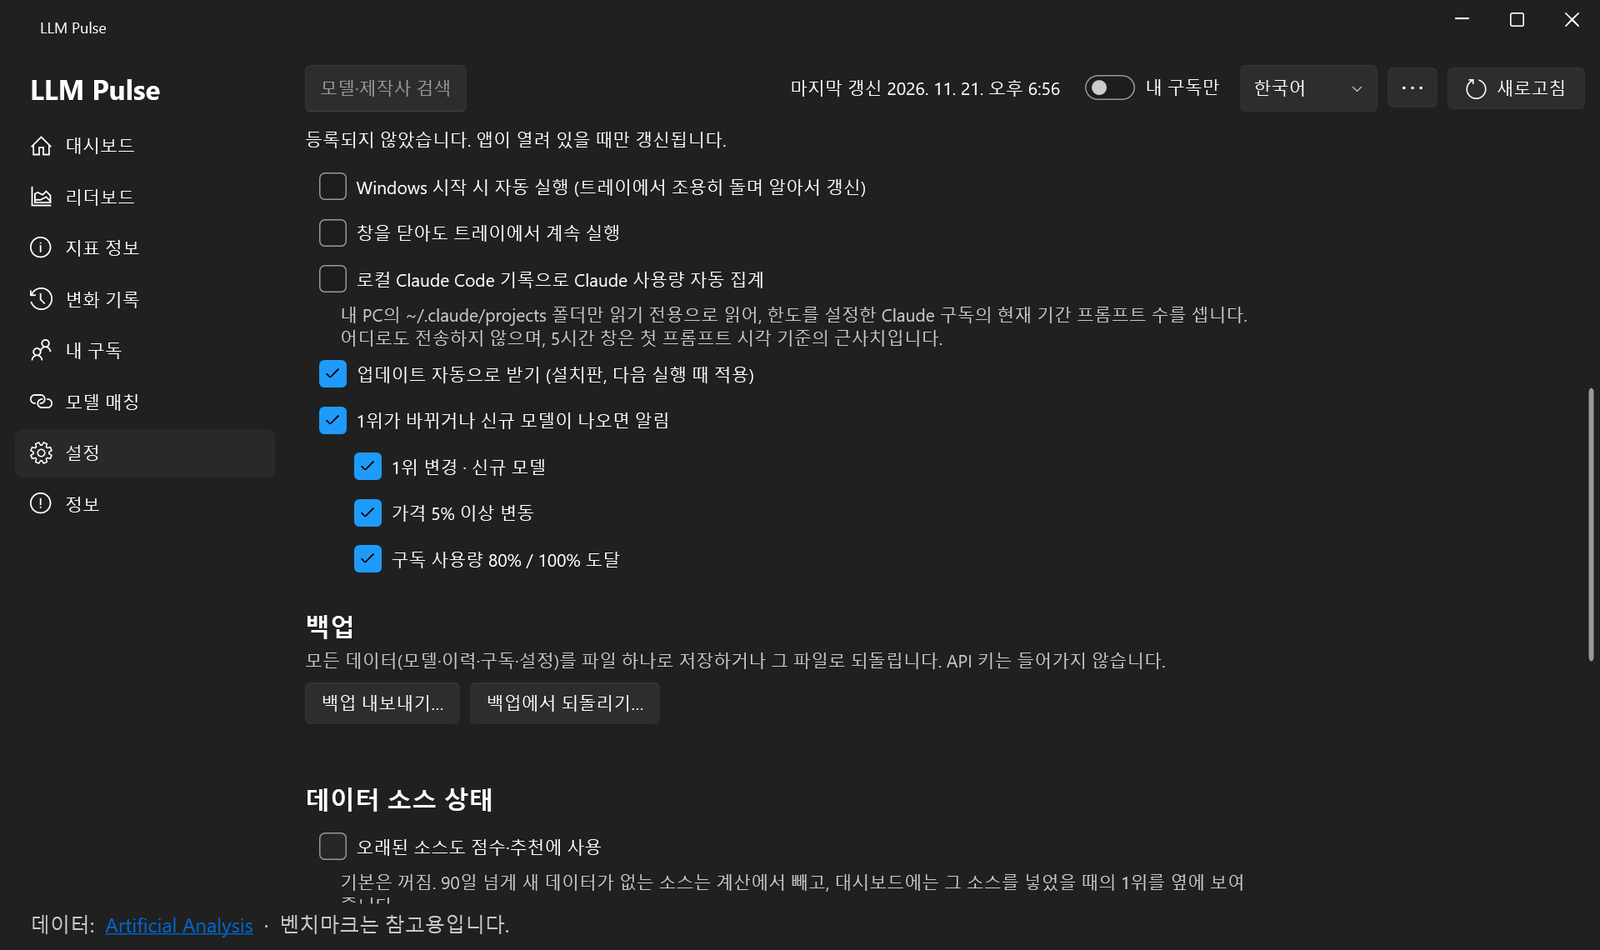 LLM Pulse
LLM Pulse
모델·제작사 검색
마지막 갱신 2026. 11. 21. 오후 6:56
내 구독만
한국어
새로고침
대시보드
리더보드
지표 정보
변화 기록
내 구독
모델 매칭
설정
정보
등록되지 않았습니다. 앱이 열려 있을 때만 갱신됩니다.
Windows 시작 시 자동 실행 (트레이에서 조용히 돌며 알아서 갱신)
창을 닫아도 트레이에서 계속 실행
로컬 Claude Code 기록으로 Claude 사용량 자동 집계
내 PC의 ~/.claude/projects 폴더만 읽기 전용으로 읽어, 한도를 설정한 Claude 구독의 현재 기간 프롬프트 수를 셉니다.
어디로도 전송하지 않으며, 5시간 창은 첫 프롬프트 시각 기준의 근사치입니다.
업데이트 자동으로 받기 (설치판, 다음 실행 때 적용)
1위가 바뀌거나 신규 모델이 나오면 알림
1위 변경 · 신규 모델
가격 5% 이상 변동
구독 사용량 80% / 100% 도달
백업
모든 데이터(모델·이력·구독·설정)를 파일 하나로 저장하거나 그 파일로 되돌립니다. API 키는 들어가지 않습니다.
백업 내보내기...
백업에서 되돌리기...
데이터 소스 상태
오래된 소스도 점수·추천에 사용
기본은 꺼짐. 90일 넘게 새 데이터가 없는 소스는 계산에서 빼고, 대시보드에는 그 소스를 넣었을 때의 1위를 옆에 보여
데이터: Artificial Analysis · 벤치마크는 참고용입니다.